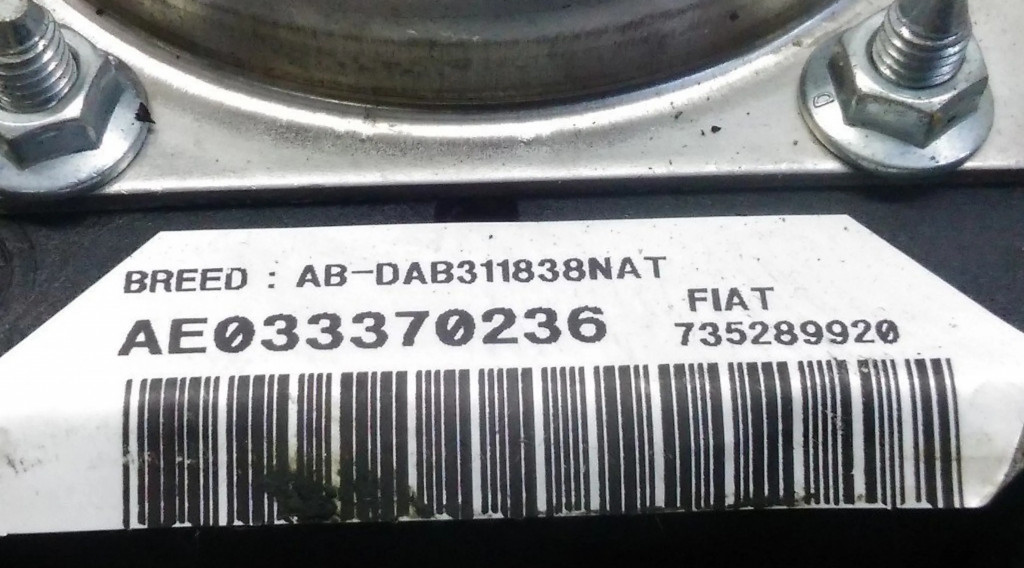 BREED : AB-DAB311838NAT
FIAT
AE033370236 735289920